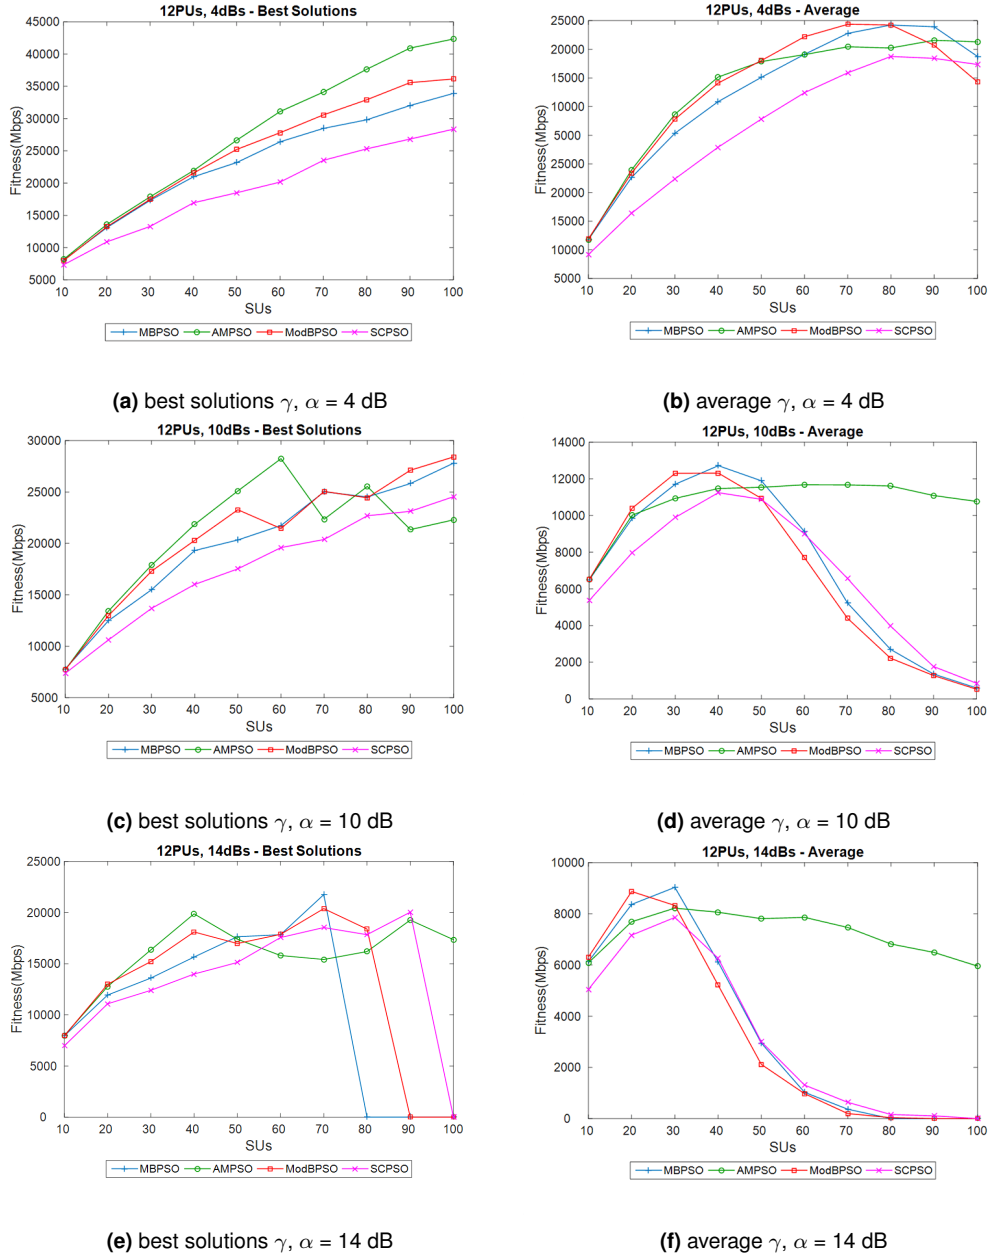 12PUs, 4dBs - Best Solutions
45000
40000
35000
30000
25000
20000
15000
10000
5000
Fitness(Mbps)
10 20 30 40 50 60 70 80 90 100
SUs
MBPSO AMPSO ModBPSO SCPSO
(a) best solutions γ, α = 4 dB
12PUs, 4dBs - Average
25000
20000
10000
5000
25000
20000
15000
10000
5000
Fitness(Mbps)
10 20 30 40 50 60 70 80 90 100
SUs
MBPSO AMPSO ModBPSO SCPSO
(b) average γ, α = 4 dB
12PUs, 10dBs - Best Solutions
30000
25000
20000
15000
10000
5000
Fitness(Mbps)
10 20 30 40 50 60 70 80 90 100
SUs
MBPSO AMPSO ModBPSO SCPSO
(c) best solutions γ, α = 10 dB
12PUs, 10dBs - Average
14000
12000
10000
8000
6000
4000
2000
0
Fitness(Mbps)
10 20 30 40 50 60 70 80 90 100
SUs
MBPSO AMPSO ModBPSO SCPSO
(d) average γ, α = 10 dB
12PUs, 14dBs - Best Solutions
25000
20000
15000
10000
5000
0
Fitness(Mbps)
10 20 30 40 50 60 70 80 90 100
SUs
MBPSO AMPSO ModBPSO SCPSO
(e) best solutions γ, α = 14 dB
12PUs, 14dBs - Average
10000
8000
6000
4000
2000
0
Fitness(Mbps)
10 20 30 40 50 60 70 80 90 100
SUs
MBPSO AMPSO ModBPSO SCPSO
(f) average γ, α = 14 dB